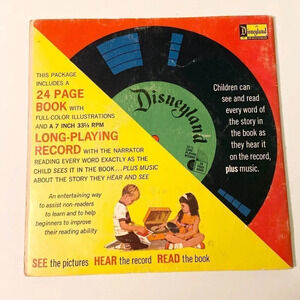 Disneyland
THIS PACKAGE
INCLUDES A
24 PAGE
BOOK WITH
FULL-COLOR ILLUSTRATIONS
AND A 7 INCH 33⅓ RPM
LONG-PLAYING
RECORD WITH THE NARRATOR
READING EVERY WORD EXACTLY AS THE
CHILD SEES IT IN THE BOOK...PLUS MUSIC
ABOUT THE STORY THEY HEAR AND SEE
An entertaining way
to assist non-readers
to learn and to help
beginners to improve
their reading ability
Disneyland
Children can
see and read
every word of
the story in
the book as
they hear it
on the record,
plus music.
SEE the pictures HEAR the record READ the book